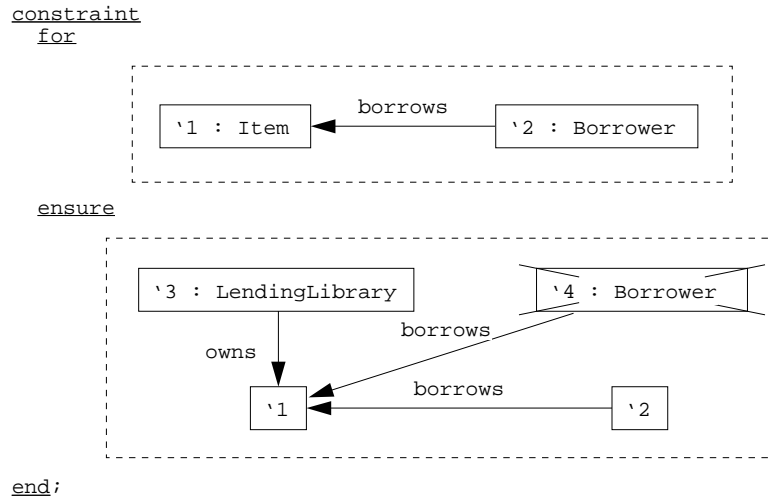 constraint
for
‘1 : Item
borrows
‘2 : Borrower
ensure
‘3 : LendingLibrary
‘4 : Borrower
borrows
owns
borrows
‘1
‘2
end;